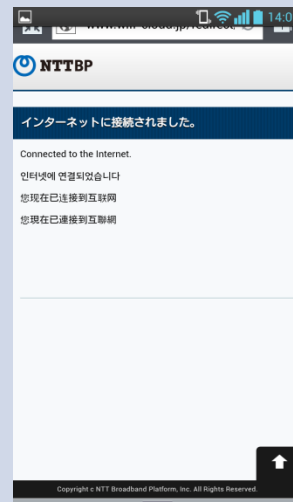 14:0
NTTBP
インターネットに接続されました。
Connected to the Internet.
인터넷에 연결되었습니다
您现在已连接到互联网
您現在已連接到互聯網
Copyright c NTT Broadband Platform, Inc. All Rights Reserved.